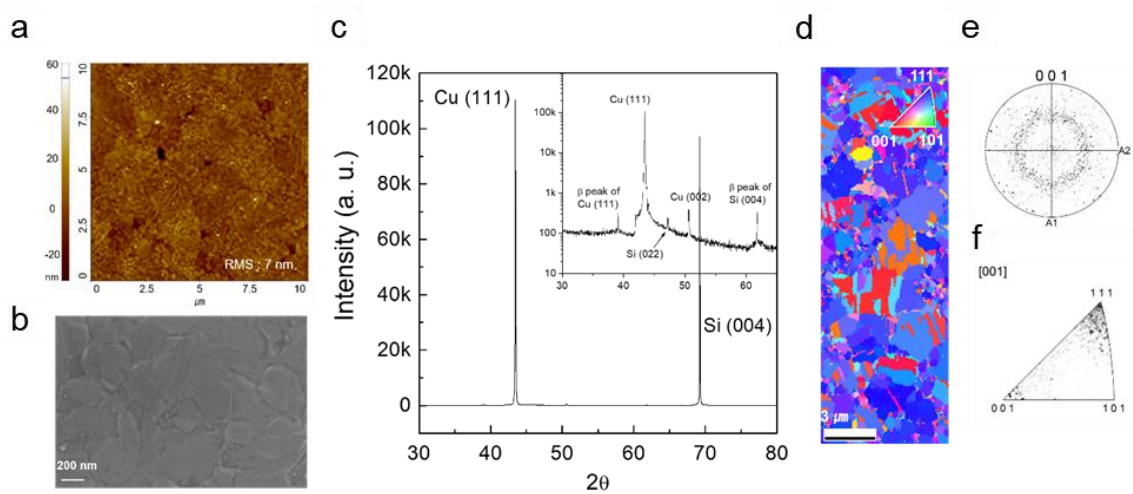 a
60
40
20
0
-20
nm
10
7.5
5
2.5
0
RMS : 7 nm
0
2.5
5
7.5
10
㎛
b
200 nm
c
Intensity (a. u.)
120k
100k
80k
60k
40k
20k
0
Cu (111)
Si (004)
30
40
50
60
70
80
2θ
100k
10k
1k
100
10
Cu (111)
β peak of
Cu (111)
Cu (002)
Si (022)
β peak of
Si (004)
30
40
50
60
d
111
001
101
3 ㎛
e
0 0 1
A2
A1
f
[001]
1 1 1
0 0 1
1 0 1